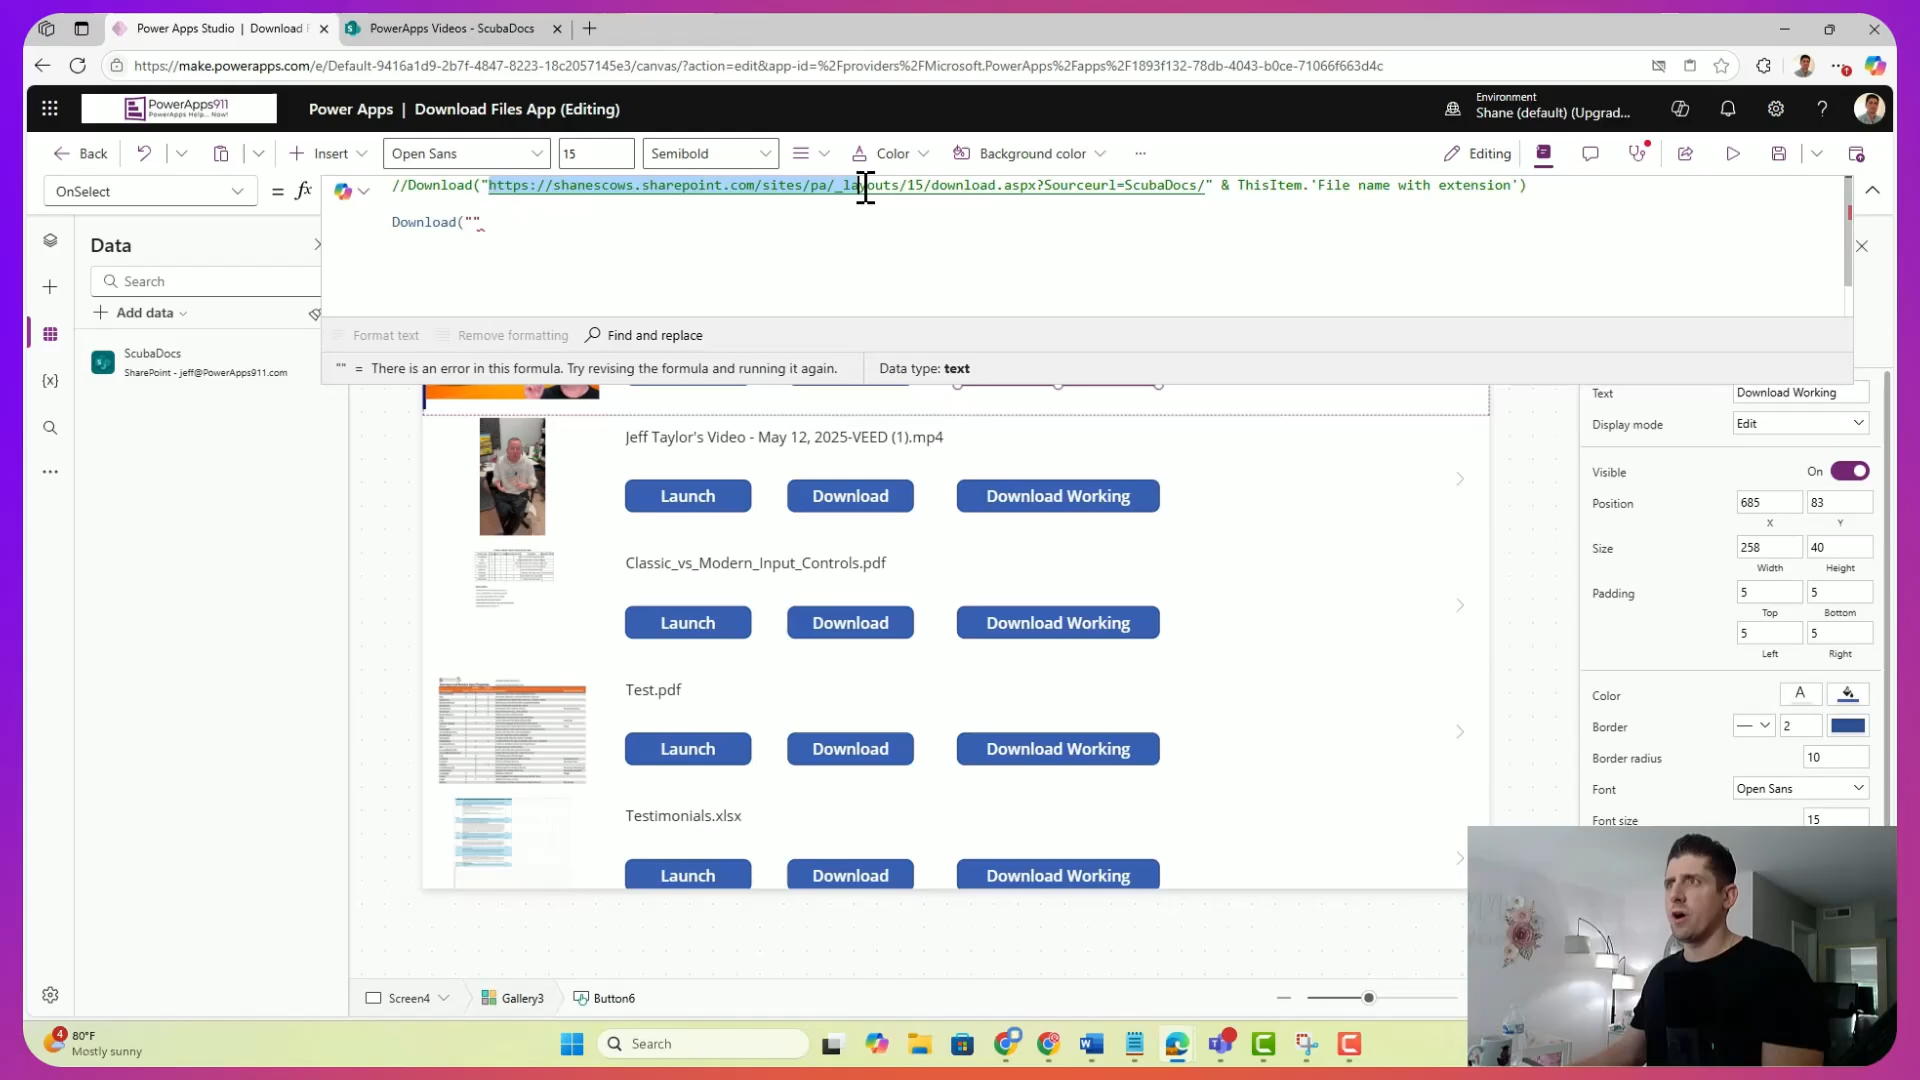 Power Apps Studio | Download F
PowerApps Videos - ScubaDocs
https://make.powerapps.com/e/Default-9416a1d9-2b7f-4847-8223-18c2057145e3/canvas/?action=edit&app-id=%2Fproviders%2FMicrosoft.PowerApps%2Fapps%2F1893f132-78db-4043-b0ce-71066f663d4c
PowerApps911
PowerApps Help... Now!
Power Apps | Download Files App (Editing)
Environment
Shane (default) (Upgrad...
Back
Insert
Open Sans
15
Semibold
Color
Background color
Editing
OnSelect
= fx
//Download("https://shanescows.sharepoint.com/sites/pa/_layouts/15/download.aspx?Sourceurl=ScubaDocs/" & ThisItem.'File name with extension')
Download(""
Data
Search
Add data
ScubaDocs
SharePoint - jeff@PowerApps911.com
Format text
Remove formatting
Find and replace
"" = There is an error in this formula. Try revising the formula and running it again.
Data type: text
Jeff Taylor's Video - May 12, 2025-VEED (1).mp4
Launch
Download
Download Working
Classic_vs_Modern_Input_Controls.pdf
Launch
Download
Download Working
Test.pdf
Launch
Download
Download Working
Testimonials.xlsx
Launch
Download
Download Working
Text
Download Working
Display mode
Edit
Visible
On
Position
685
83
X
Y
Size
258
40
Width
Height
Padding
5
5
Top
Bottom
5
5
Left
Right
Color
A
Border
2
Border radius
10
Font
Open Sans
Font size
15
Screen4
Gallery3
Button6
4
80°F
Mostly sunny
Search